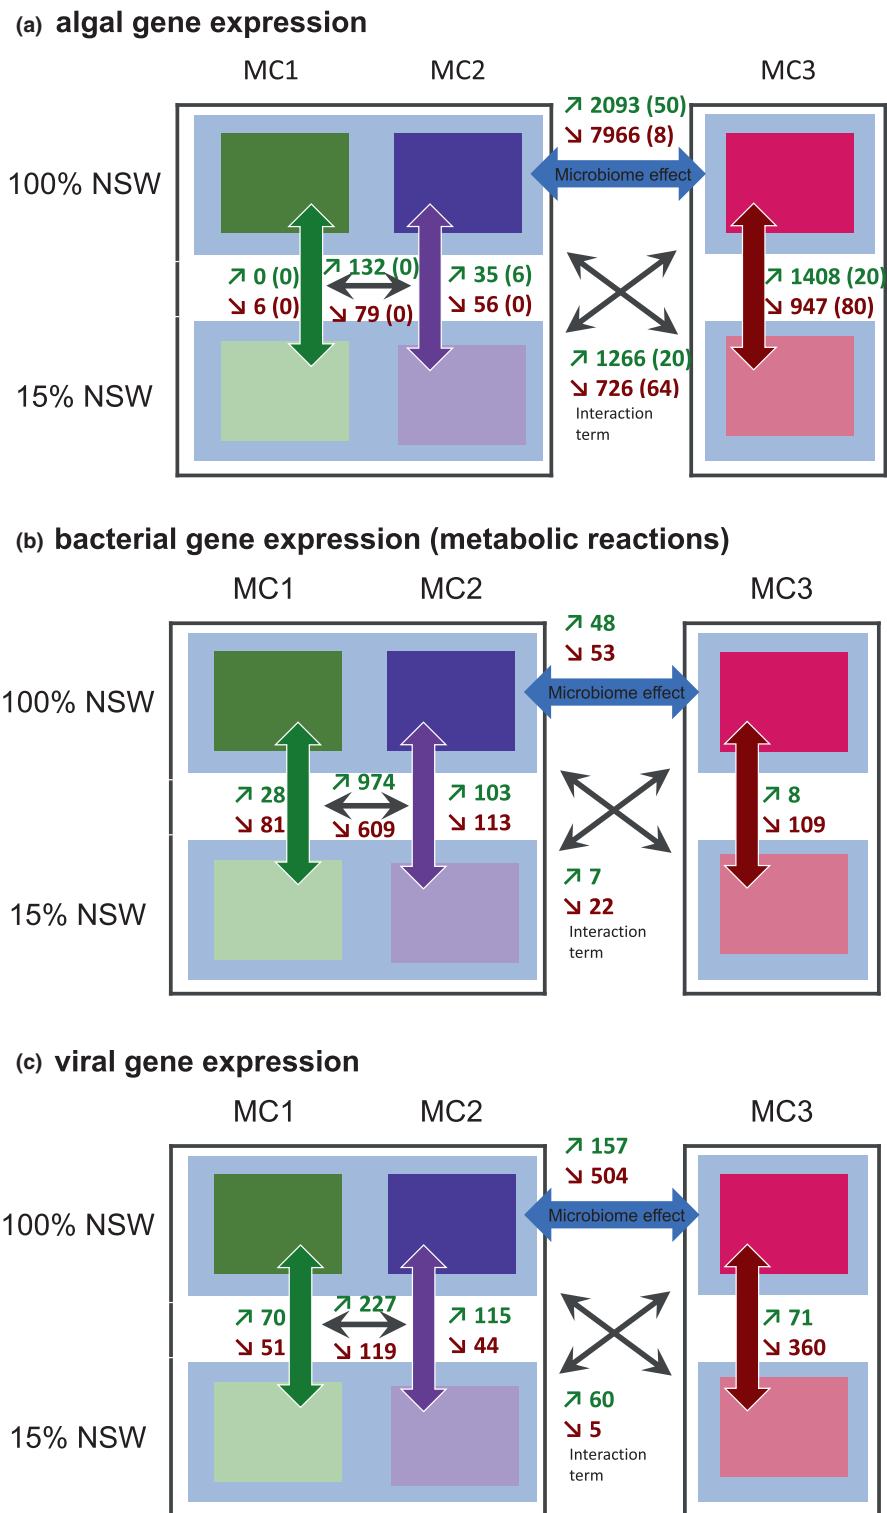 (a) algal gene expression
MC1 MC2 MC3
↗ 2093 (50)
↘ 7966 (8)
100% NSW
Microbiome effect
↗ 0 (0)
↘ 6 (0)
↗ 132 (0)
↘ 79 (0)
↗ 35 (6)
↘ 56 (0)
↗ 1408 (20)
↘ 947 (80)
↗ 1266 (20)
↘ 726 (64)
Interaction
term
15% NSW
(b) bacterial gene expression (metabolic reactions)
MC1 MC2 MC3
↗ 48
↘ 53
100% NSW
Microbiome effect
↗ 28
↘ 81
↗ 974
↘ 609
↗ 103
↘ 113
↗ 8
↘ 109
↗ 7
↘ 22
Interaction
term
15% NSW
(c) viral gene expression
MC1 MC2 MC3
↗ 157
↘ 504
100% NSW
Microbiome effect
↗ 70
↘ 51
↗ 227
↘ 119
↗ 115
↘ 44
↗ 71
↘ 360
↗ 60
↘ 5
Interaction
term
15% NSW